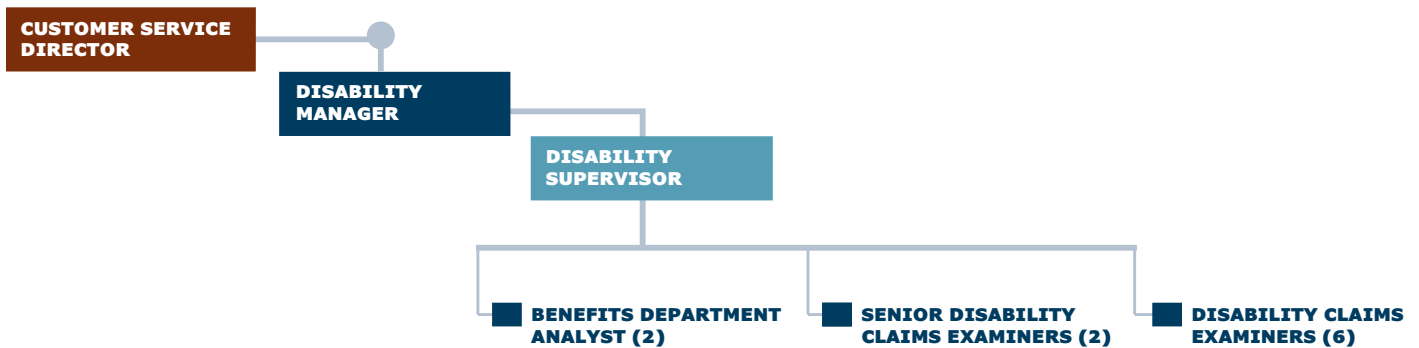 CUSTOMER SERVICE
DIRECTOR
DISABILITY
MANAGER
DISABILITY
SUPERVISOR
BENEFITS DEPARTMENT
ANALYST (2)
SENIOR DISABILITY
CLAIMS EXAMINERS (2)
DISABILITY CLAIMS
EXAMINERS (6)